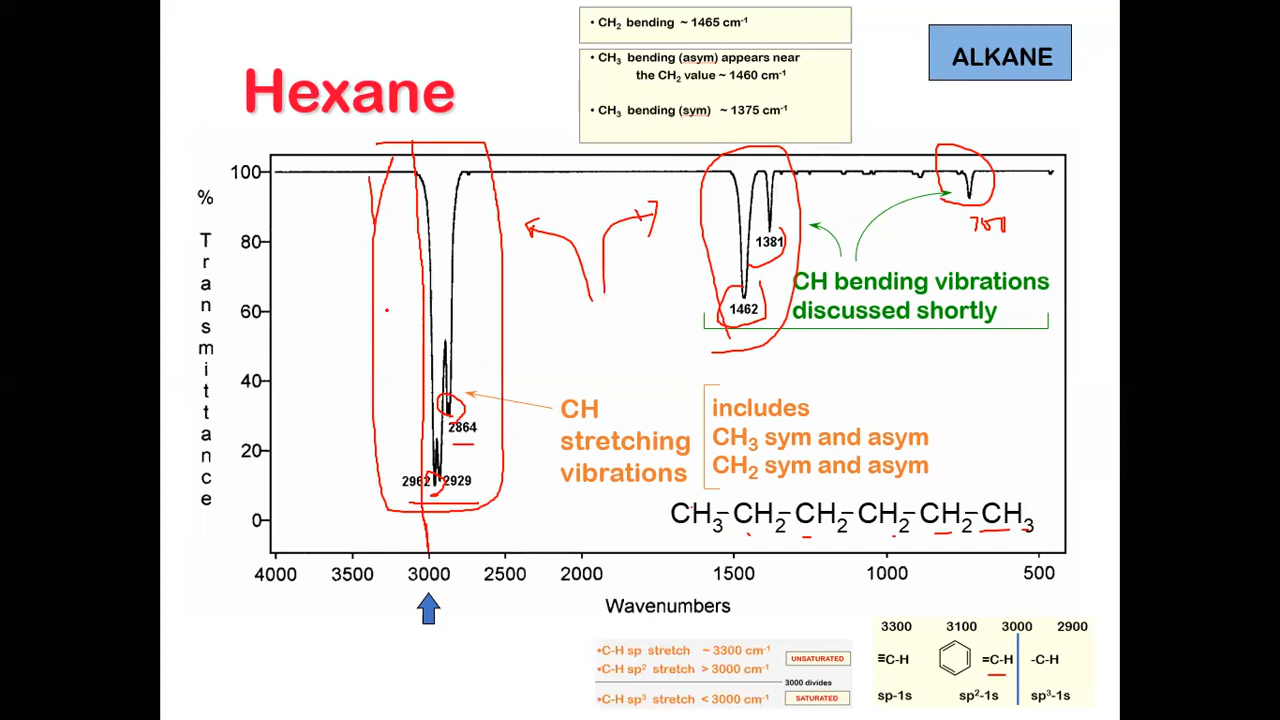 • CH2 bending ~ 1465 cm-1
• CH3 bending (asym) appears near
the CH2 value ~ 1460 cm-1
• CH3 bending (sym) ~ 1375 cm-1
ALKANE
Hexane
% Transmittance
100
80
60
40
20
0
1381
1462
700
CH bending vibrations
discussed shortly
2864
2962
2929
CH
stretching
vibrations
includes
CH3 sym and asym
CH2 sym and asym
CH3–CH2–CH2–CH2–CH2–CH3
4000 3500 3000 2500 2000 1500 1000 500
Wavenumbers
•C-H sp stretch ~ 3300 cm-1
•C-H sp2 stretch > 3000 cm-1
UNSATURATED
3000 divides
•C-H sp3 stretch < 3000 cm-1
SATURATED
3300 3100 3000 2900
≡C-H =C-H -C-H
sp-1s sp2-1s sp3-1s